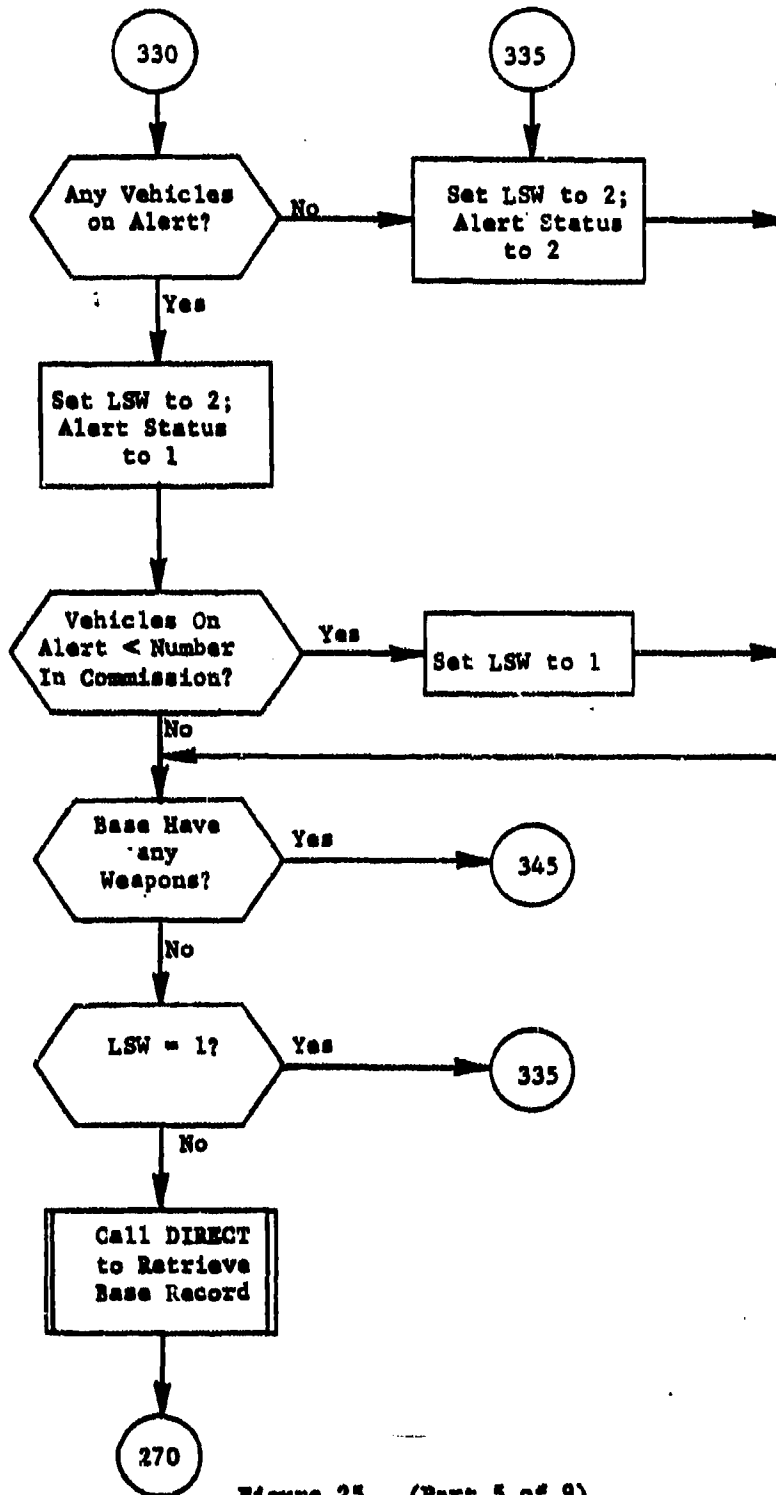 330
335
Any Vehicles
on Alert?
No
Set LSW to 2;
Alert Status
to 2
Yes
Set LSW to 2;
Alert Status
to 1
Vehicles On
Alert < Number
In Commission?
Yes
Set LSW to 1
No
Base Have
any
Weapons?
Yes
345
No
LSW = 1?
Yes
335
No
Call DIRECT
to Retrieve
Base Record
270
Figure 25. (Part 5 of 9)